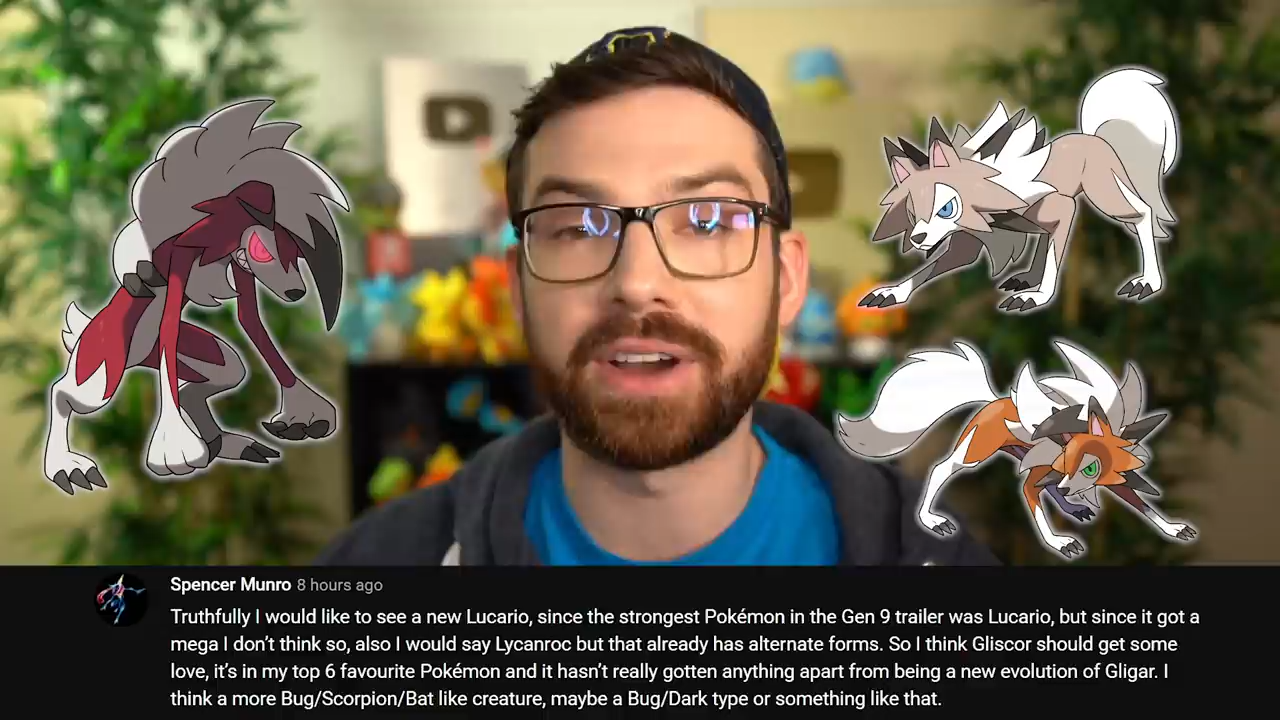 Spencer Munro 8 hours ago
Truthfully I would like to see a new Lucario, since the strongest Pokémon in the Gen 9 trailer was Lucario, but since it got a
mega I don't think so, also I would say Lycanroc but that already has alternate forms. So I think Gliscor should get some
love, it's in my top 6 favourite Pokémon and it hasn't really gotten anything apart from being a new evolution of Gligar. I
think a more Bug/Scorpion/Bat like creature, maybe a Bug/Dark type or something like that.